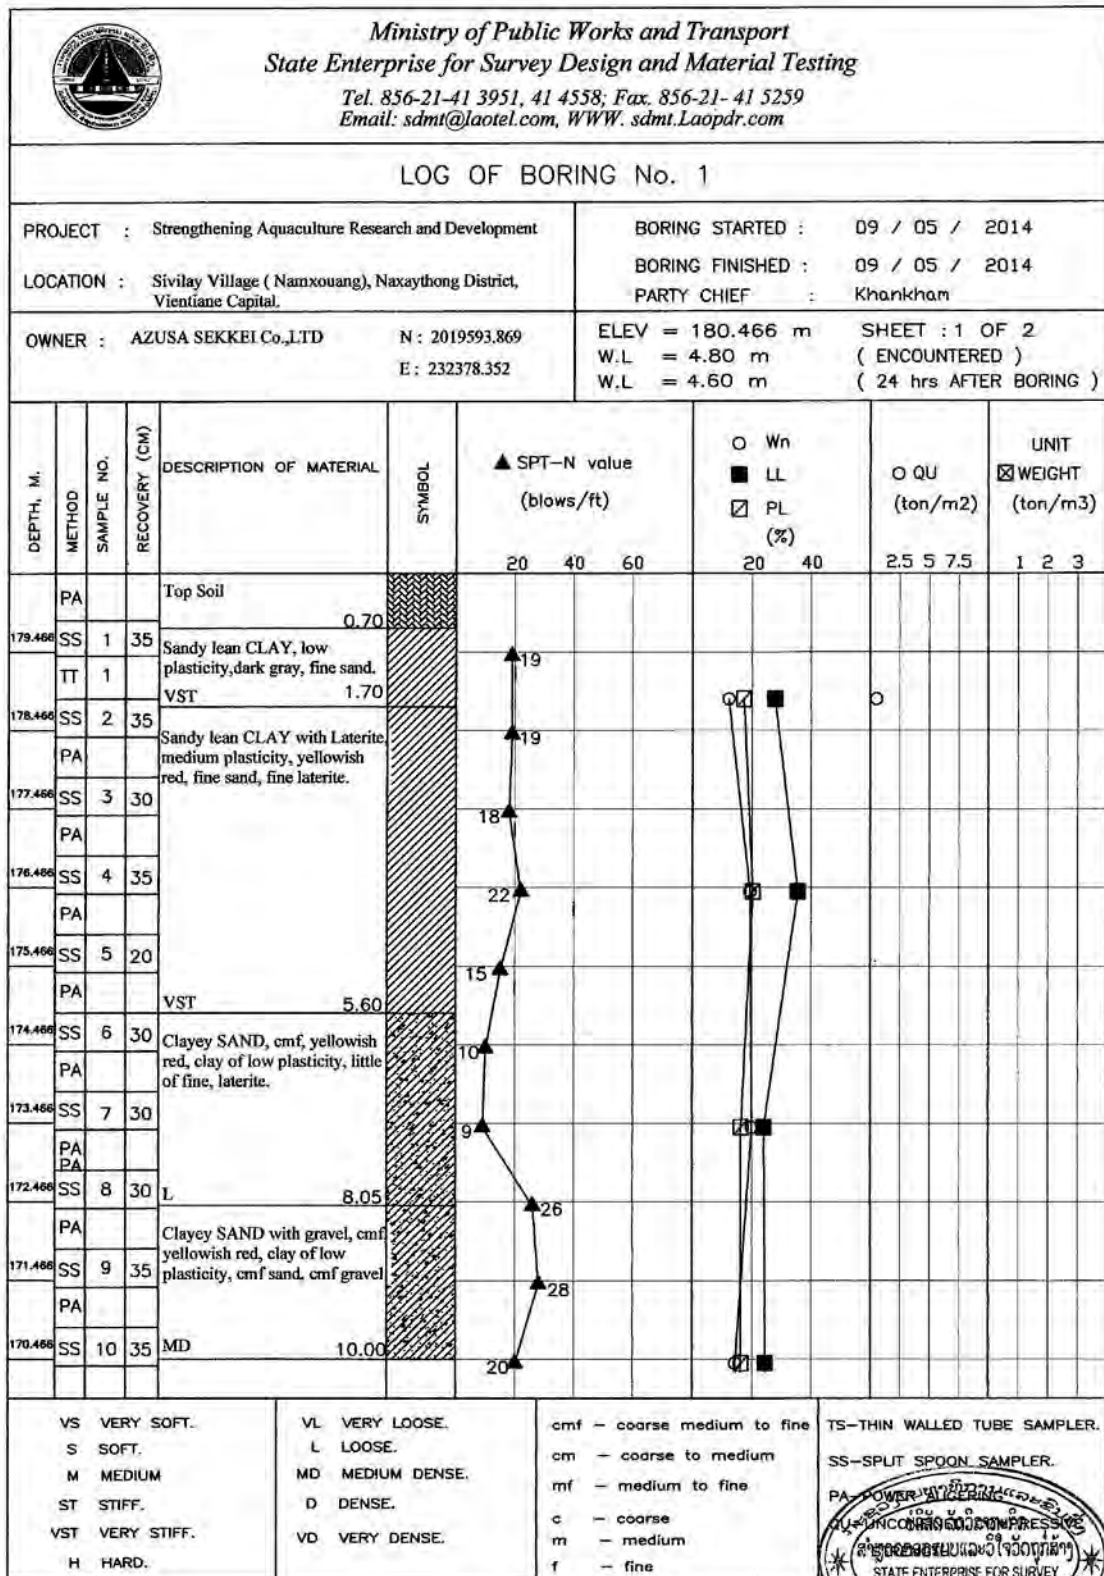 Ministry of Public Works and Transport
State Enterprise for Survey Design and Material Testing
Tel. 856-21-41 3951, 41 4558; Fax. 856-21- 41 5259
Email: sdmt@laotel.com, WWW. sdmt.Laopdr.com
LOG OF BORING No. 1
PROJECT : Strengthening Aquaculture Research and Development
LOCATION : Sivilay Village ( Namxouang), Naxaythong District,
Vientiane Capital.
BORING STARTED : 09 / 05 / 2014
BORING FINISHED : 09 / 05 / 2014
PARTY CHIEF : Khankham
OWNER : AZUSA SEKKEI Co.,LTD N : 2019593.869
E : 232378.352
ELEV = 180.466 m SHEET : 1 OF 2
W.L = 4.80 m ( ENCOUNTERED )
W.L = 4.60 m ( 24 hrs AFTER BORING )
DEPTH, M.
METHOD
SAMPLE NO.
RECOVERY (CM)
DESCRIPTION OF MATERIAL
SYMBOL
▲ SPT-N value
(blows/ft)
20 40 60
○ Wn
■ LL
PL
(%)
20 40
○ QU
(ton/m2)
2.5 5 7.5
UNIT
WEIGHT
(ton/m3)
1 2 3
PA Top Soil
0.70
179.466 SS 1 35 Sandy lean CLAY, low 19
TT 1 plasticity,dark gray, fine sand.
VST 1.70
178.466 SS 2 35 19
Sandy lean CLAY with Laterite,
PA medium plasticity, yellowish
red, fine sand, fine laterite.
177.466 SS 3 30 18
PA
176.466 SS 4 35 22
PA
175.466 SS 5 20 15
PA
VST 5.60
174.466 SS 6 30 Clayey SAND, cmf, yellowish 10
PA red, clay of low plasticity, little
of fine, laterite.
173.466 SS 7 30 9
PA
PA
172.466 SS 8 30 L 8.05 26
PA Clayey SAND with gravel, cmf
yellowish red, clay of low
171.466 SS 9 35 plasticity, cmf sand, cmf gravel 28
PA
170.466 SS 10 35 MD 10.00 20
VS VERY SOFT.
S SOFT.
M MEDIUM
ST STIFF.
VST VERY STIFF.
H HARD.
VL VERY LOOSE.
L LOOSE.
MD MEDIUM DENSE.
D DENSE.
VD VERY DENSE.
cmf - coarse medium to fine
cm - coarse to medium
mf - medium to fine
c - coarse
m - medium
f - fine
TS-THIN WALLED TUBE SAMPLER.
SS-SPLIT SPOON SAMPLER.
PA-POWER AUGERING
STATE ENTERPRISE FOR SURVEY